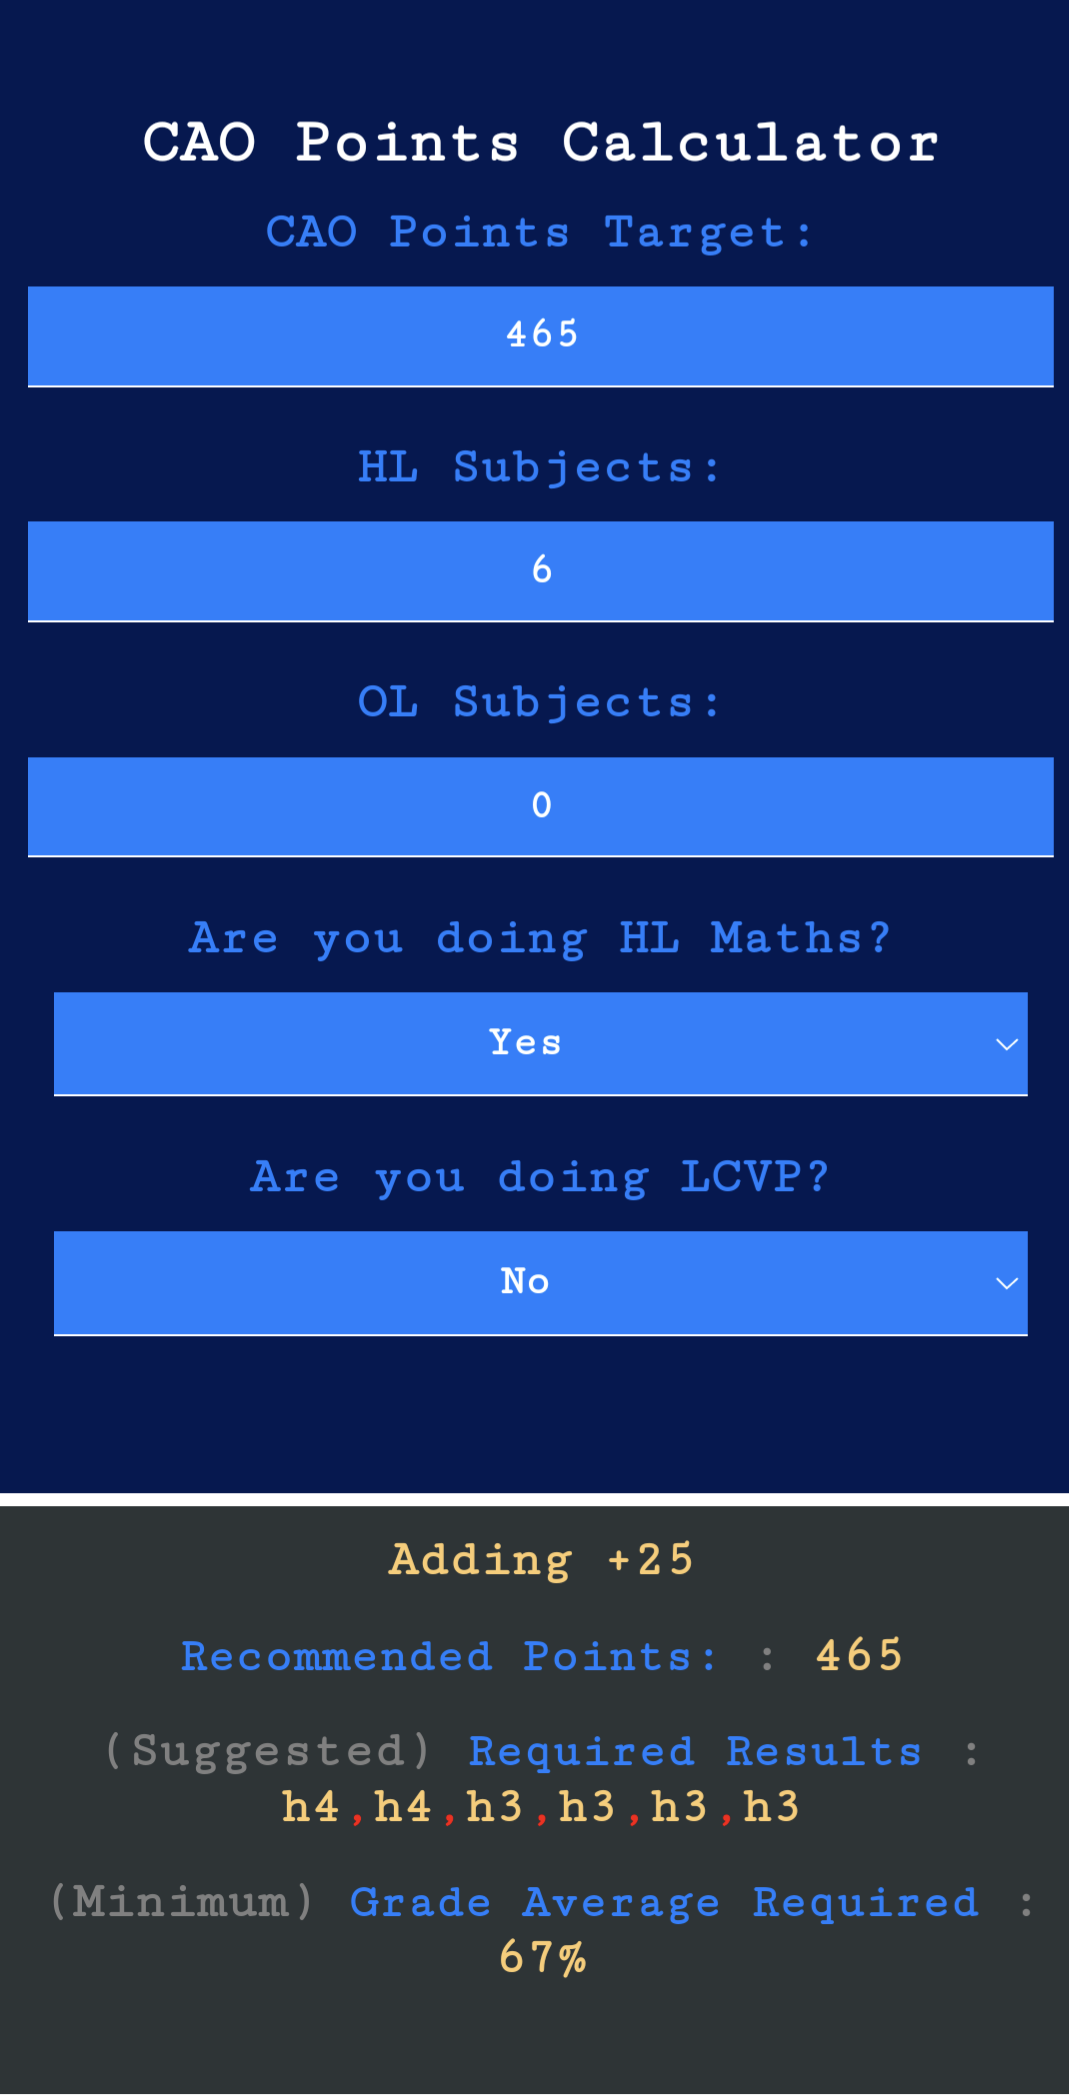 CAO Points Calculator
CAO Points Target:
465
HL Subjects:
6
OL Subjects:
0
Are you doing HL Maths?
Yes
Are you doing LCVP?
No
Adding +25
Recommended Points: : 465
(Suggested) Required Results :
h4,h4,h3,h3,h3,h3
(Minimum) Grade Average Required :
67%